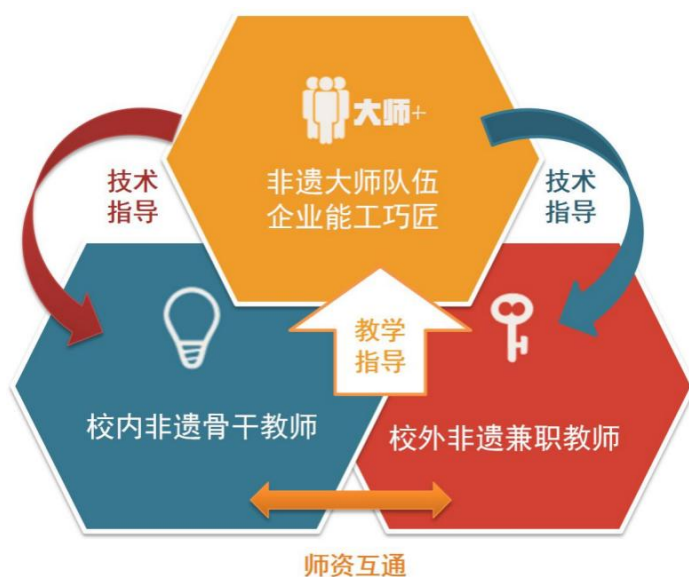 大师+
非遗大师队伍
企业能工巧匠
技术
指导
技术
指导
教学
指导
校内非遗骨干教师
校外非遗兼职教师
师资互通